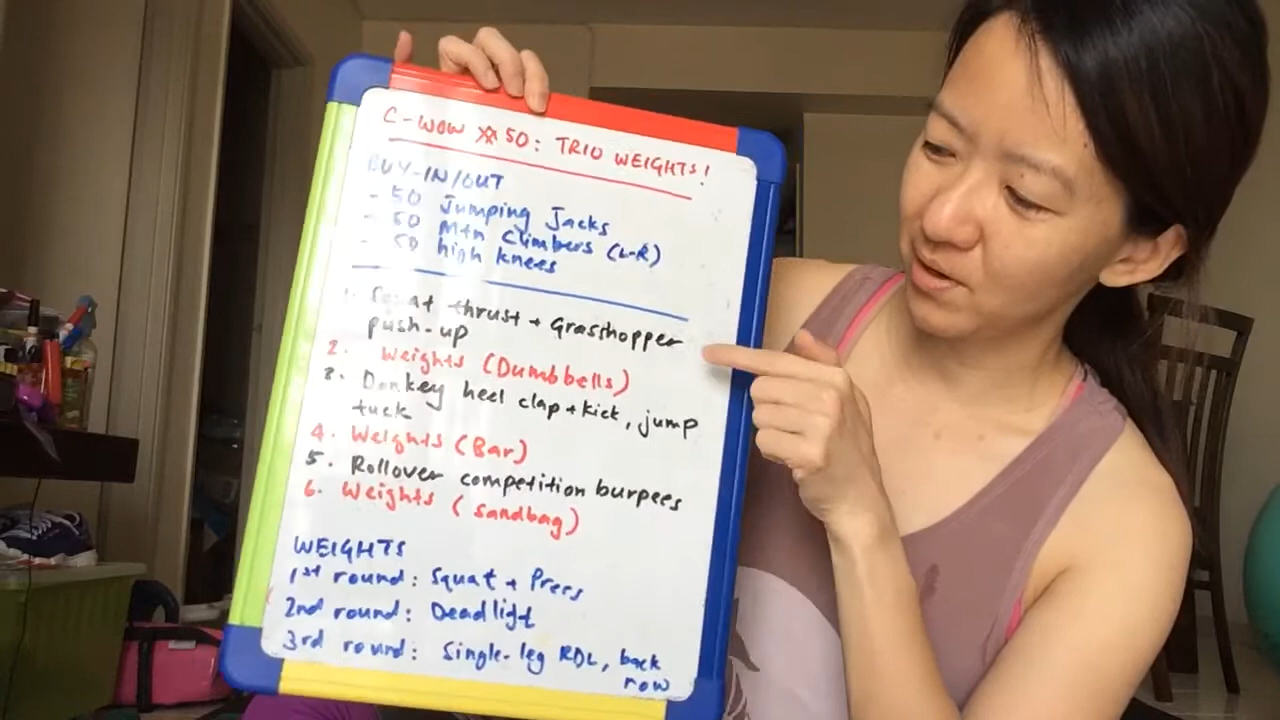 C-WOW # 50: TRIO WEIGHTS!
BUY-IN/OUT
- 50 Jumping Jacks
- 50 Mtn Climbers (L-R)
- 50 high knees
1. Squat thrust + Grasshopper
push-up
2. Weights (Dumbbells)
3. Donkey heel clap + kick, jump
tuck
4. Weights (Bar)
5. Rollover competition burpees
6. Weights (sandbag)
WEIGHTS
1st round: Squat + Press
2nd round: Deadlift
3rd round: Single-leg RDL, back
row